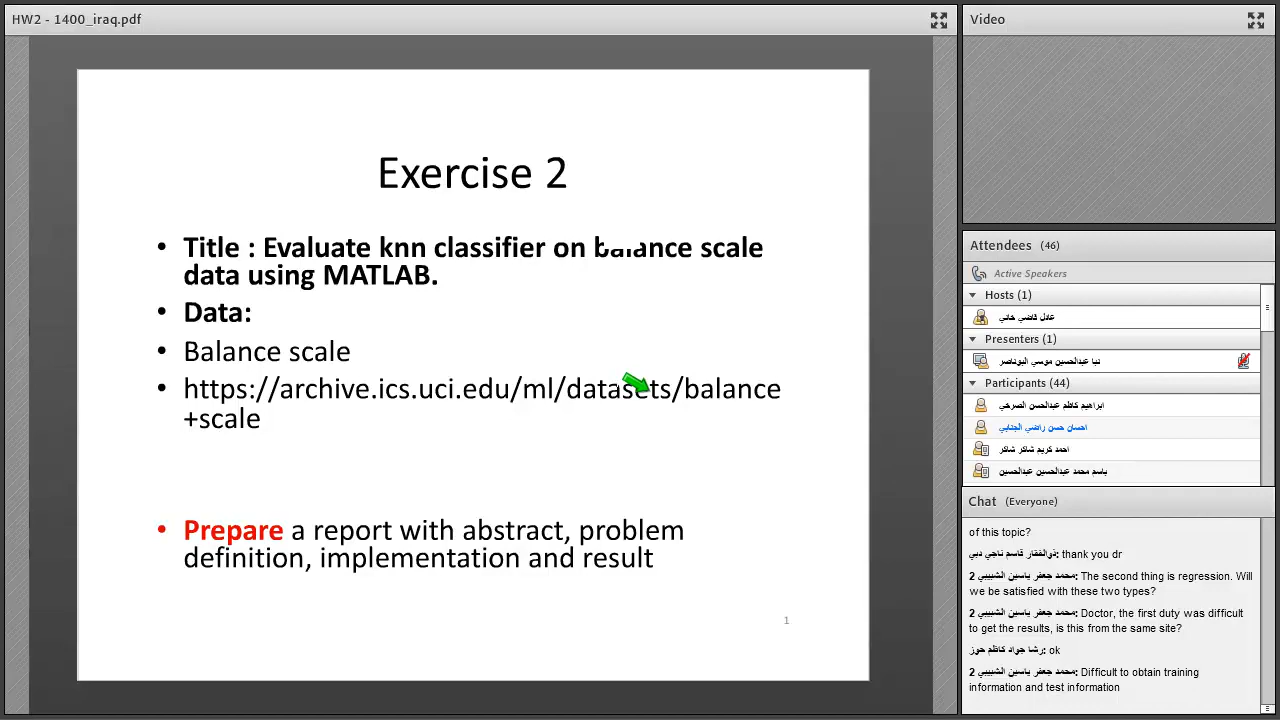 HW2 - 1400_iraq.pdf
Exercise 2
• Title : Evaluate knn classifier on balance scale
data using MATLAB.
• Data:
• Balance scale
• https://archive.ics.uci.edu/ml/datasets/balance
+scale
• Prepare a report with abstract, problem
definition, implementation and result
1
Video
Attendees (46)
Active Speakers
Hosts (1)
عادل قاضي خاني
Presenters (1)
نبا عبدالحسين موسي البوناصر
Participants (44)
ابراهيم كاظم عبدالحسن الصرخي
احسان حسن راضي الجنابي
احمد كريم شاكر شاكر
باسم محمد عبدالحسين عبدالحسين
Chat (Everyone)
of this topic?
ذوالفقار قاسم ناجي دبي: thank you dr
محمد جعفر ياسين الشبيبي 2: The second thing is regression. Will
we be satisfied with these two types?
محمد جعفر ياسين الشبيبي 2: Doctor, the first duty was difficult
to get the results, is this from the same site?
رشا جواد كاظم حوز: ok
محمد جعفر ياسين الشبيبي 2: Difficult to obtain training
information and test information